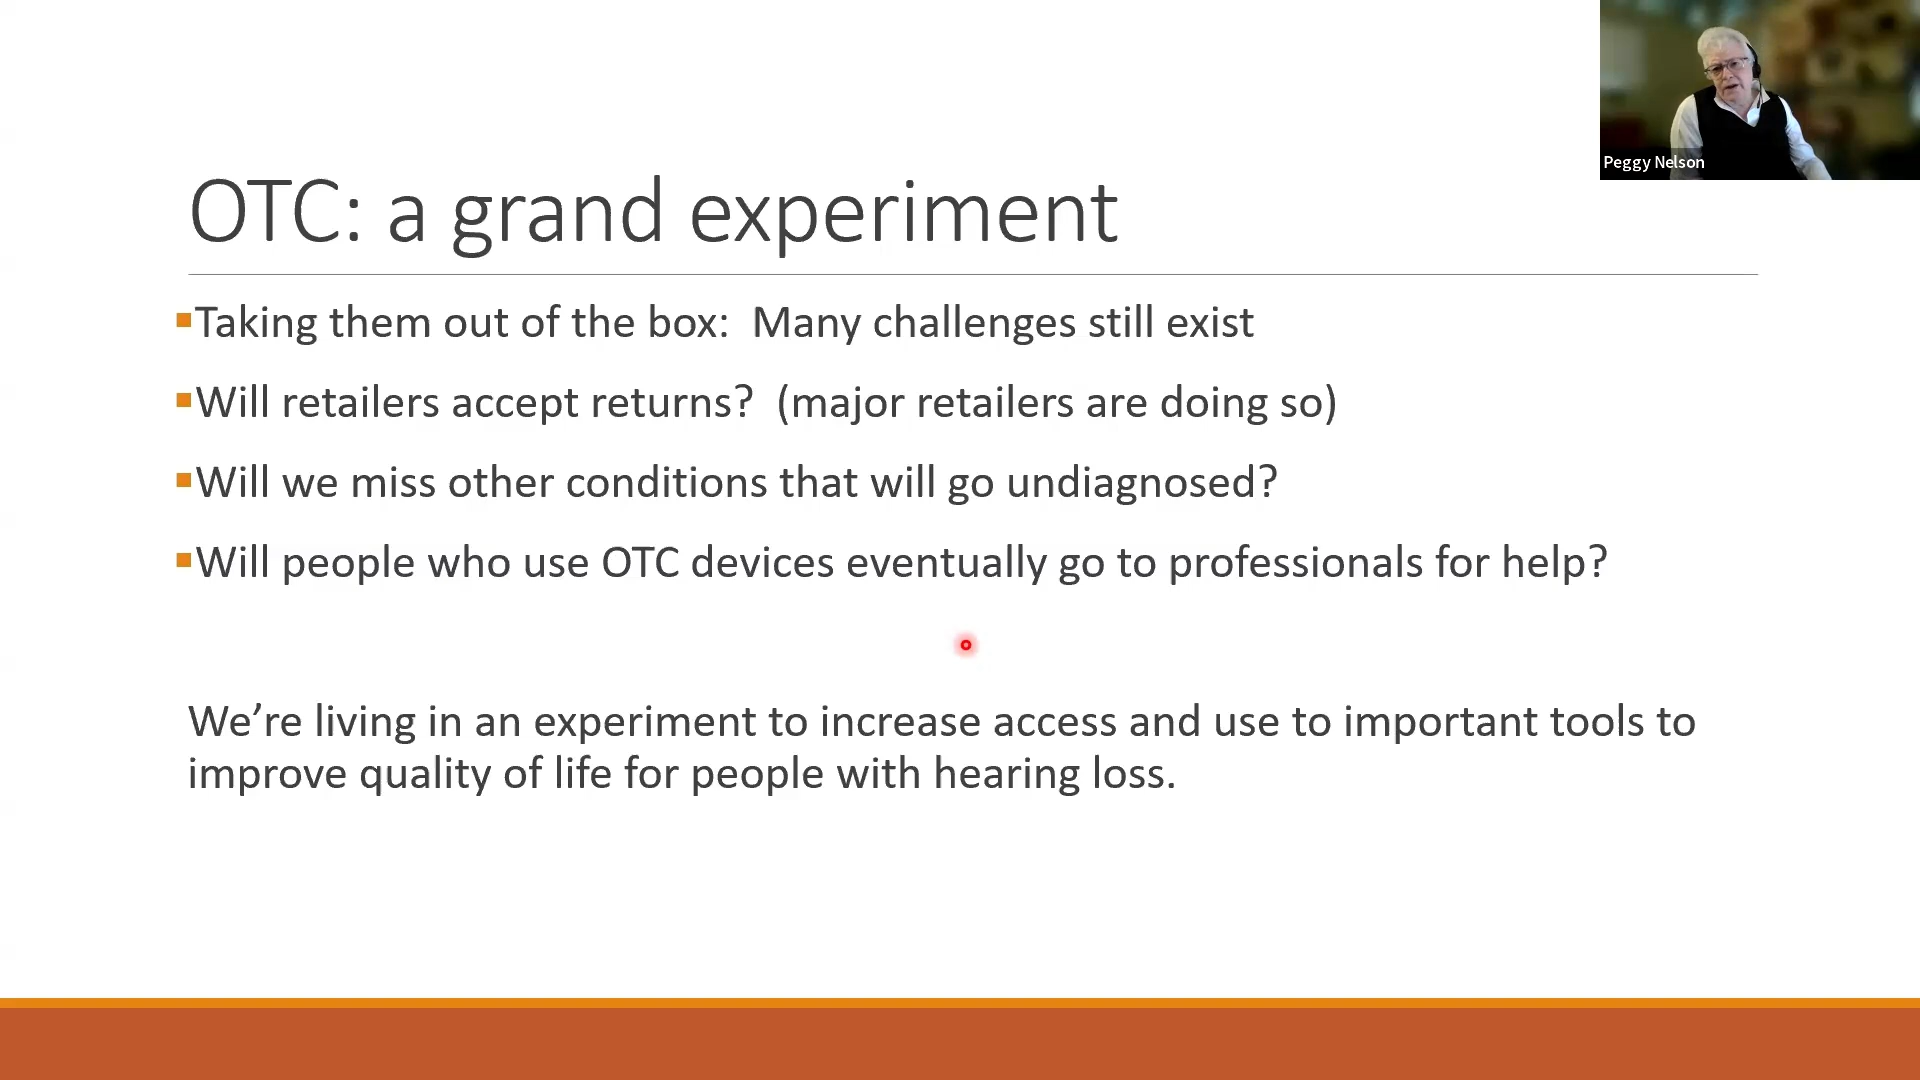 Peggy Nelson
OTC: a grand experiment
▪Taking them out of the box:  Many challenges still exist
▪Will retailers accept returns?  (major retailers are doing so)
▪Will we miss other conditions that will go undiagnosed?
▪Will people who use OTC devices eventually go to professionals for help?
We’re living in an experiment to increase access and use to important tools to
improve quality of life for people with hearing loss.